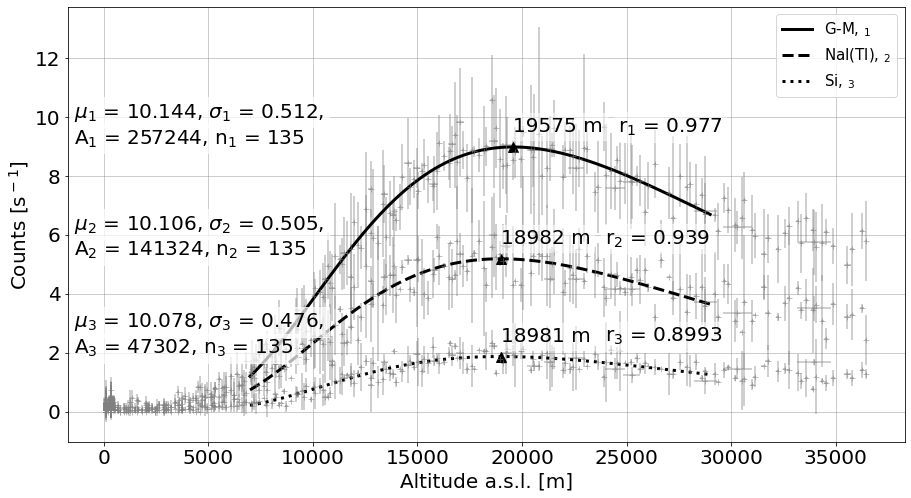 G-M, 1
NaI(Tl), 2
Si, 3
12
10
8
6
4
2
0
Counts [s⁻¹]
μ₁ = 10.144, σ₁ = 0.512,
A₁ = 257244, n₁ = 135
19575 m r₁ = 0.977
μ₂ = 10.106, σ₂ = 0.505,
A₂ = 141324, n₂ = 135
18982 m r₂ = 0.939
μ₃ = 10.078, σ₃ = 0.476,
A₃ = 47302, n₃ = 135
18981 m r₃ = 0.8993
0 5000 10000 15000 20000 25000 30000 35000
Altitude a.s.l. [m]